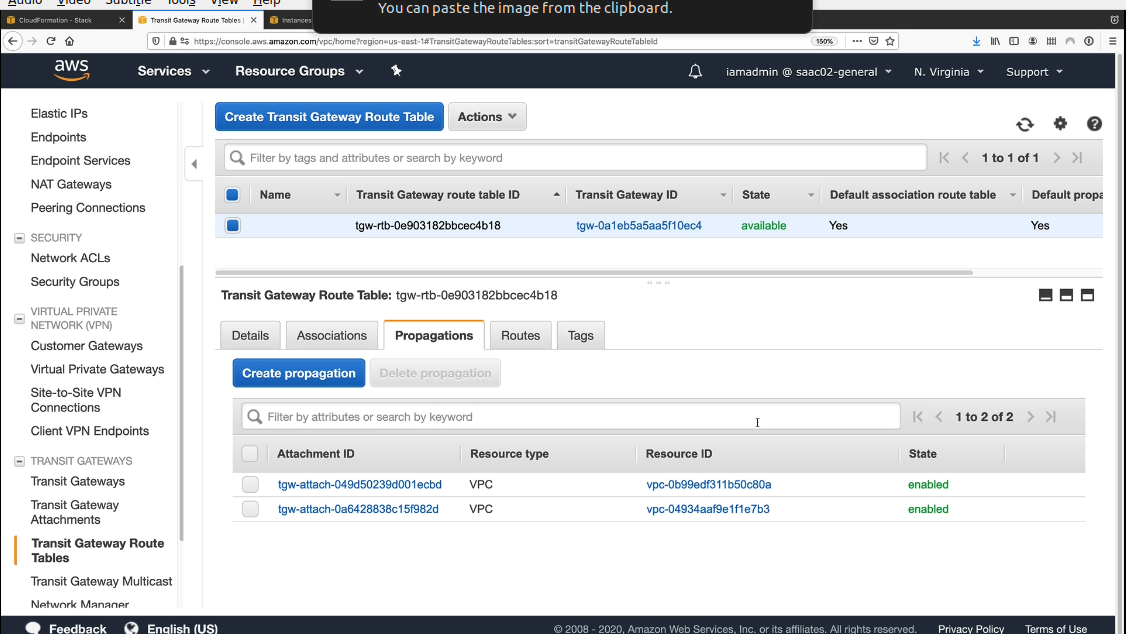 Audio Video Subtitle Tools View Help
You can paste the image from the clipboard.
CloudFormation - Stack
Transit Gateway Route Tables |
Instances
https://console.aws.amazon.com/vpc/home?region=us-east-1#TransitGatewayRouteTables:sort=transitGatewayRouteTableId
150%
aws
Services
Resource Groups
iamadmin @ saac02-general
N. Virginia
Support
Elastic IPs
Endpoints
Endpoint Services
NAT Gateways
Peering Connections
SECURITY
Network ACLs
Security Groups
VIRTUAL PRIVATE
NETWORK (VPN)
Customer Gateways
Virtual Private Gateways
Site-to-Site VPN
Connections
Client VPN Endpoints
TRANSIT GATEWAYS
Transit Gateways
Transit Gateway
Attachments
Transit Gateway Route
Tables
Transit Gateway Multicast
Network Manager
Create Transit Gateway Route Table
Actions
Filter by tags and attributes or search by keyword
1 to 1 of 1
Name Transit Gateway route table ID Transit Gateway ID State Default association route table Default propa
tgw-rtb-0e903182bbcec4b18 tgw-0a1eb5a5aa5f10ec4 available Yes Yes
Transit Gateway Route Table: tgw-rtb-0e903182bbcec4b18
Details Associations Propagations Routes Tags
Create propagation Delete propagation
Filter by attributes or search by keyword
1 to 2 of 2
Attachment ID Resource type Resource ID State
tgw-attach-049d50239d001ecbd VPC vpc-0b99edf311b50c80a enabled
tgw-attach-0a6428838c15f982d VPC vpc-04934aaf9e1f1e7b3 enabled
Feedback English (US)
© 2008 - 2020, Amazon Web Services, Inc. or its affiliates. All rights reserved. Privacy Policy Terms of Use